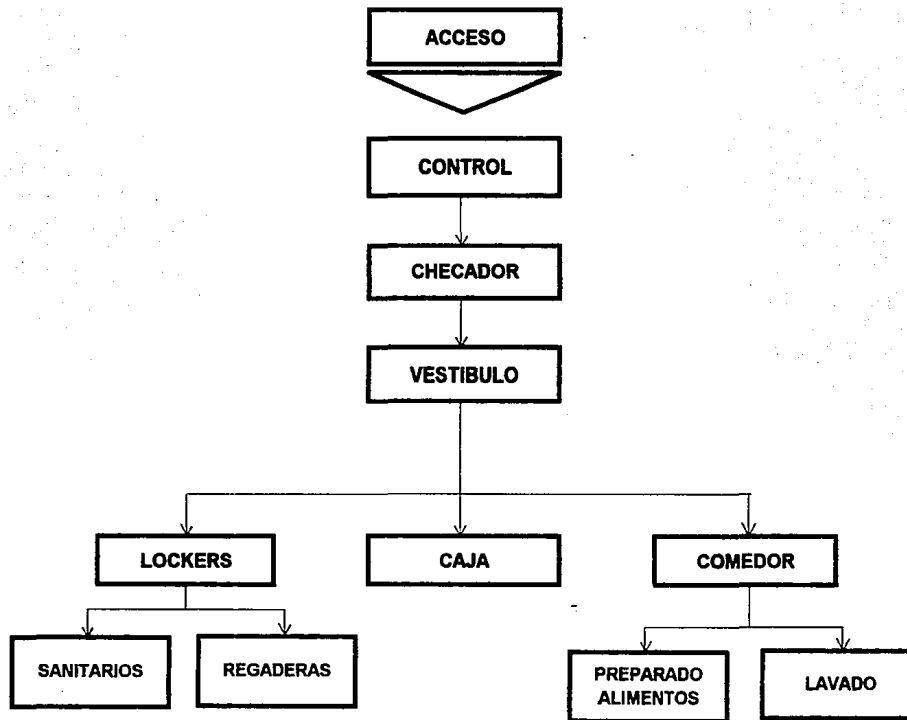 ACCESO
CONTROL
CHECADOR
VESTIBULO
LOCKERS
CAJA
COMEDOR
SANITARIOS
REGADERAS
PREPARADO
ALIMENTOS
LAVADO